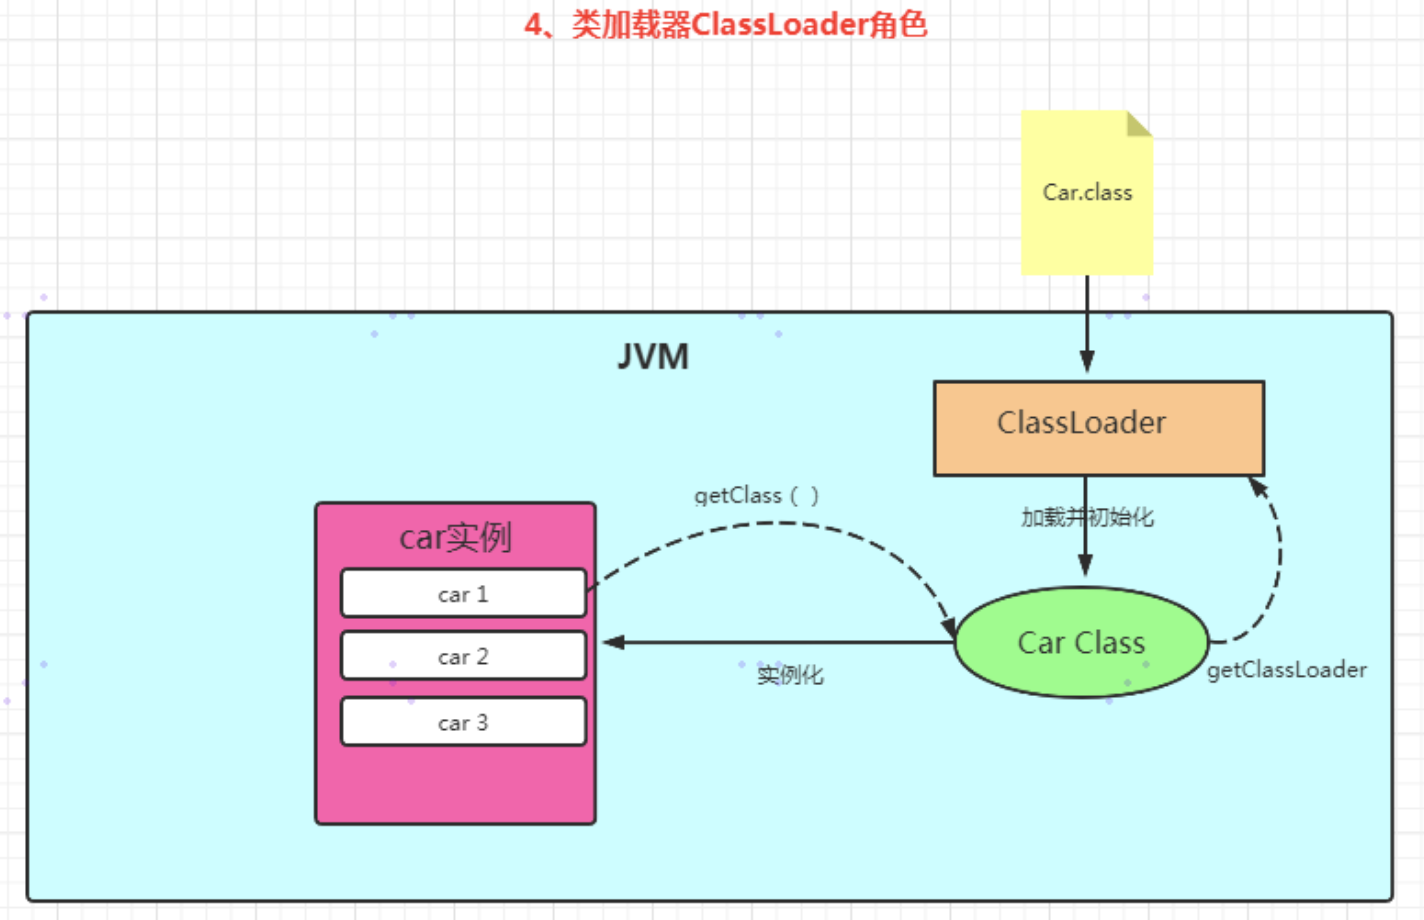 4、类加载器ClassLoader角色
Car.class
JVM
ClassLoader
加载并初始化
getClass（ ）
car实例
car 1
car 2
car 3
实例化
Car Class
getClassLoader